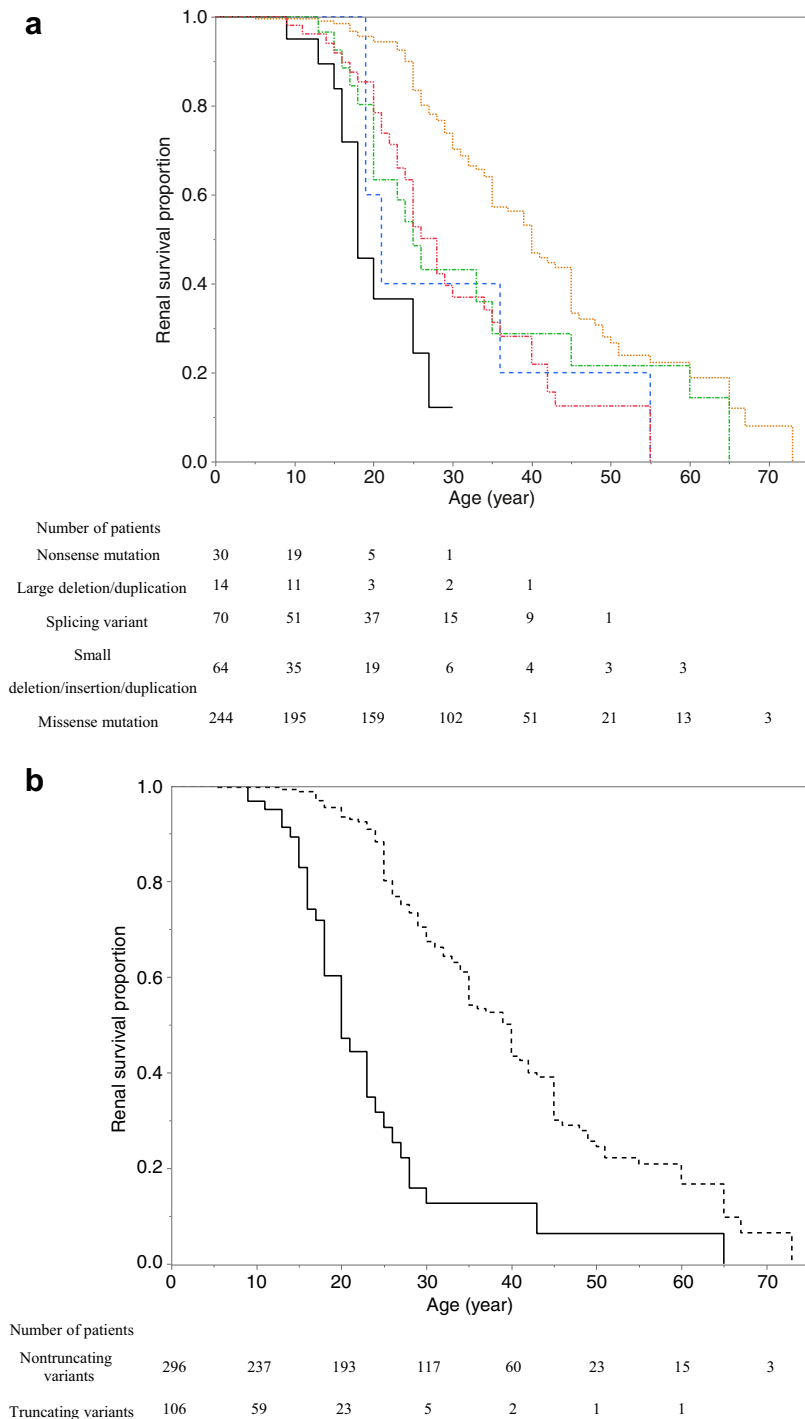 a
1.0
0.8
0.6
0.4
0.2
0.0
Renal survival proportion
0 10 20 30 40 50 60 70
Age (year)
Number of patients
Nonsense mutation 30 19 5 1
Large deletion/duplication 14 11 3 2 1
Splicing variant 70 51 37 15 9 1
Small
deletion/insertion/duplication 64 35 19 6 4 3 3
Missense mutation 244 195 159 102 51 21 13 3
b
1.0
0.8
0.6
0.4
0.2
0.0
Renal survival proportion
0 10 20 30 40 50 60 70
Age (year)
Number of patients
Nontruncating
variants 296 237 193 117 60 23 15 3
Truncating variants 106 59 23 5 2 1 1